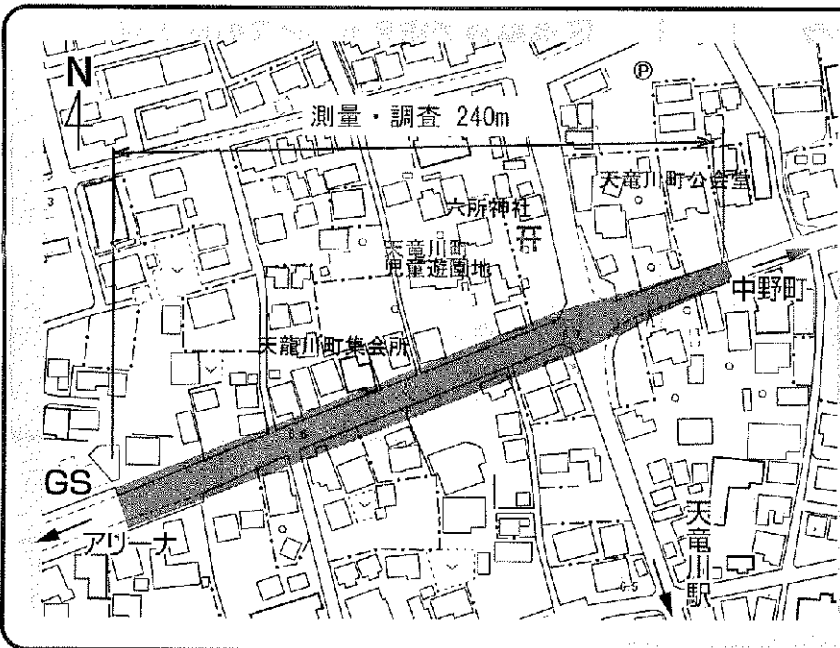 N
測量・調査 240m
Ⓟ
天竜川町公会堂
六所神社
天竜川町
児童遊園地
中野町
天龍川町集会所
GS
アリーナ
天竜川駅